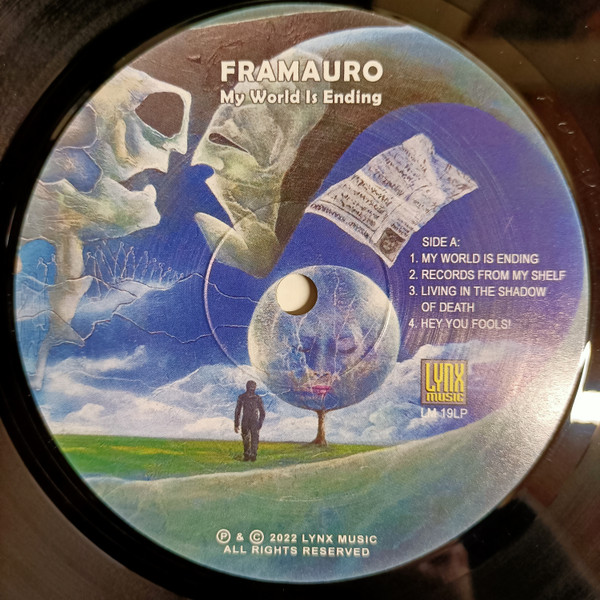 FRAMAURO
My World Is Ending
SIDE A:
1. MY WORLD IS ENDING
2. RECORDS FROM MY SHELF
3. LIVING IN THE SHADOW
OF DEATH
4. HEY YOU FOOLS!
LYNX
MUSIC
LM 19LP
Ⓟ & © 2022 LYNX MUSIC
ALL RIGHTS RESERVED